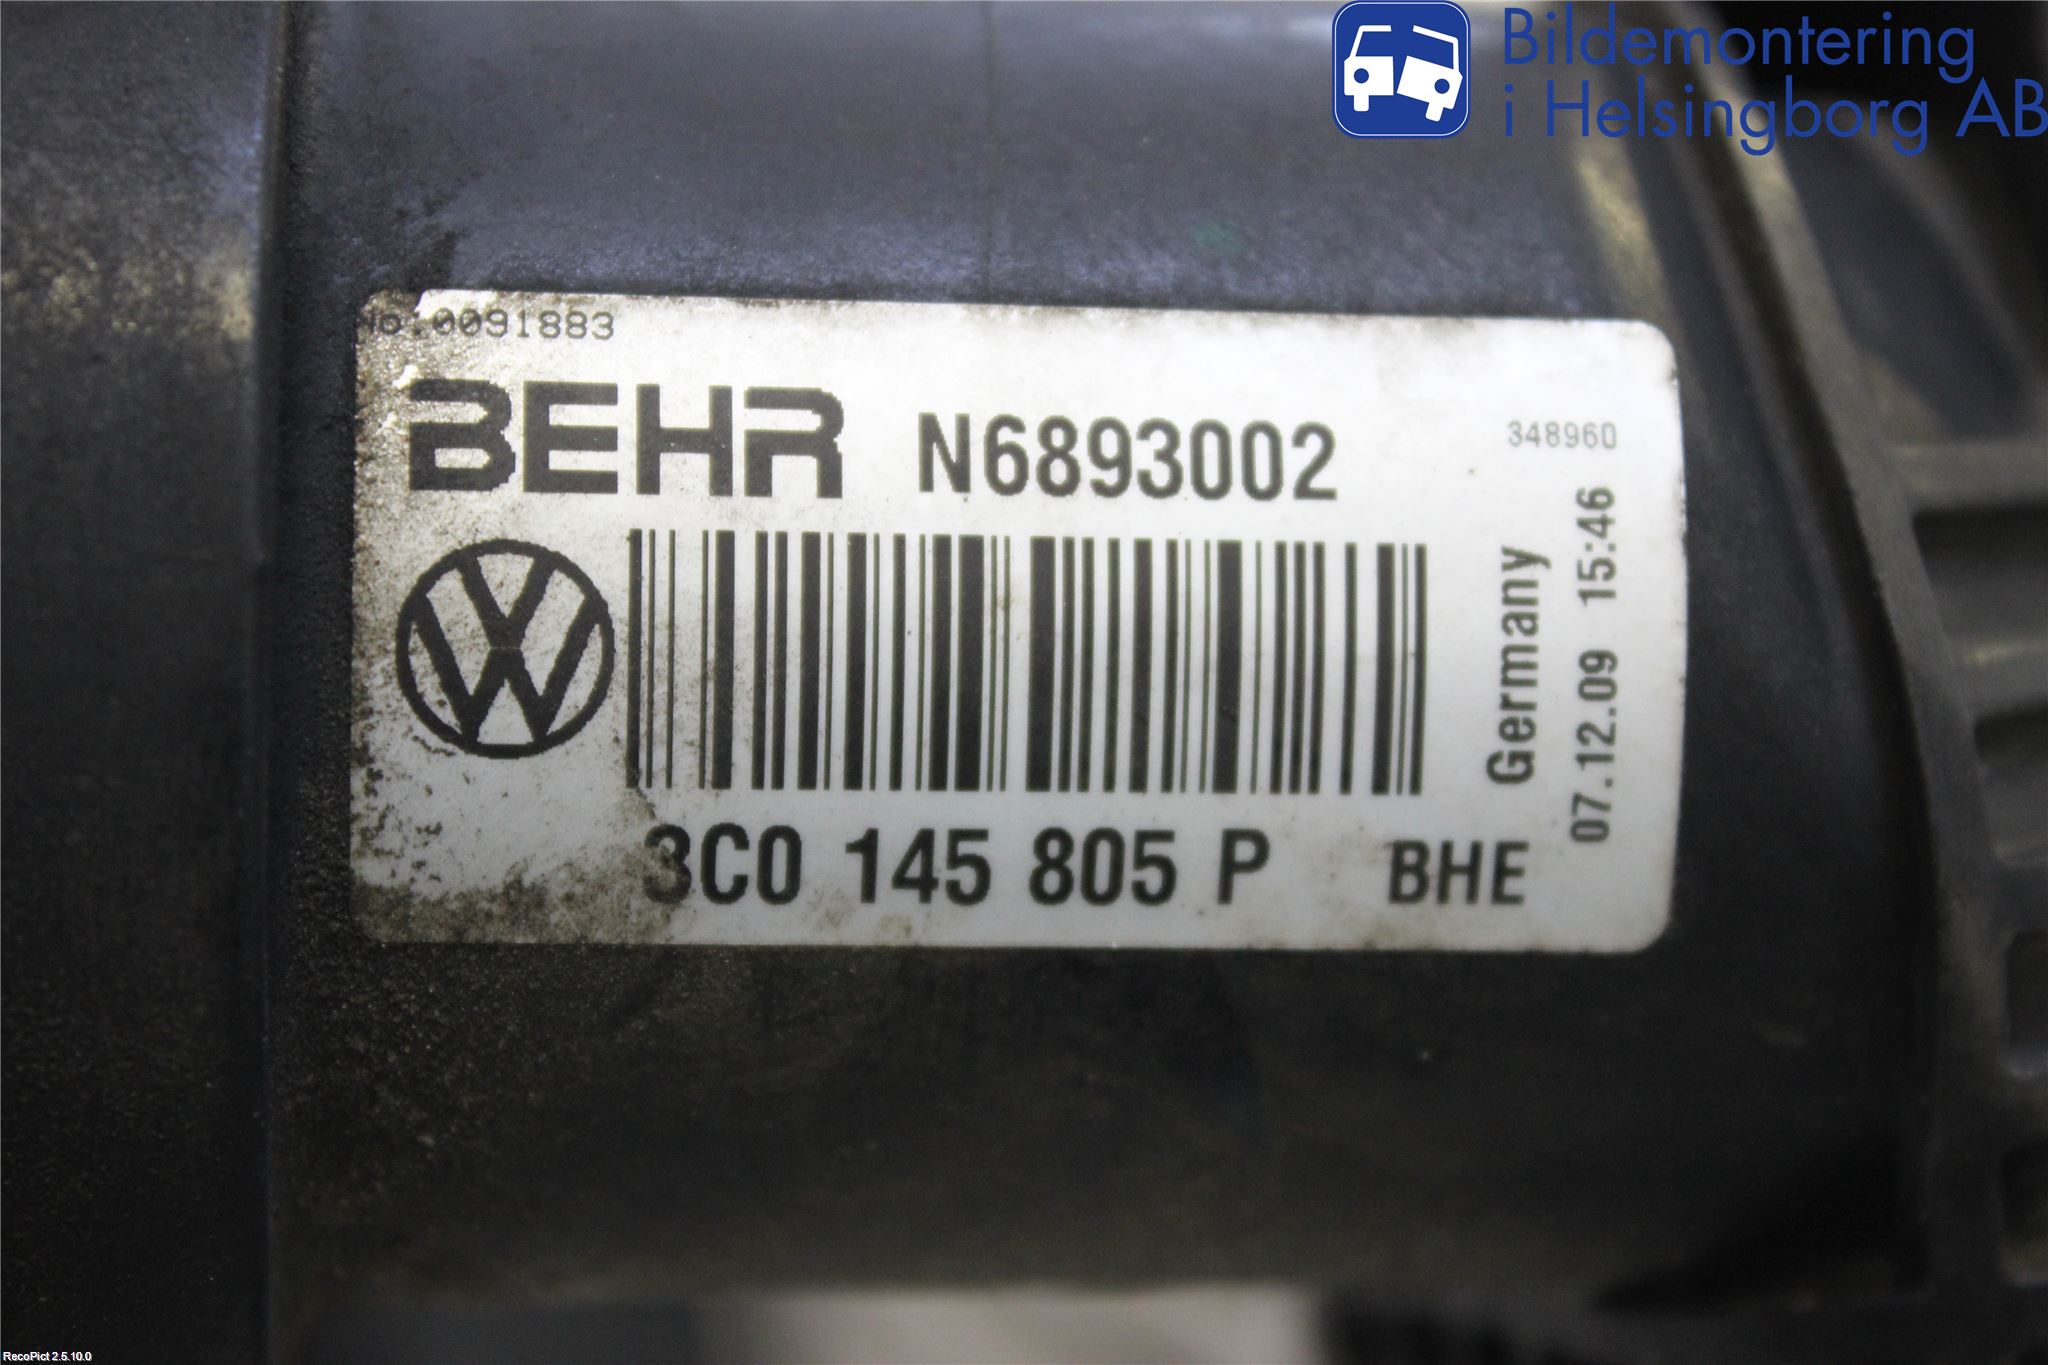 Bildemontering
i Helsingborg AB
No.0091883
BEHR N6893002
348960
3C0 145 805 P BHE
Germany
07.12.09 15:46
RecoPict 2.5.10.0